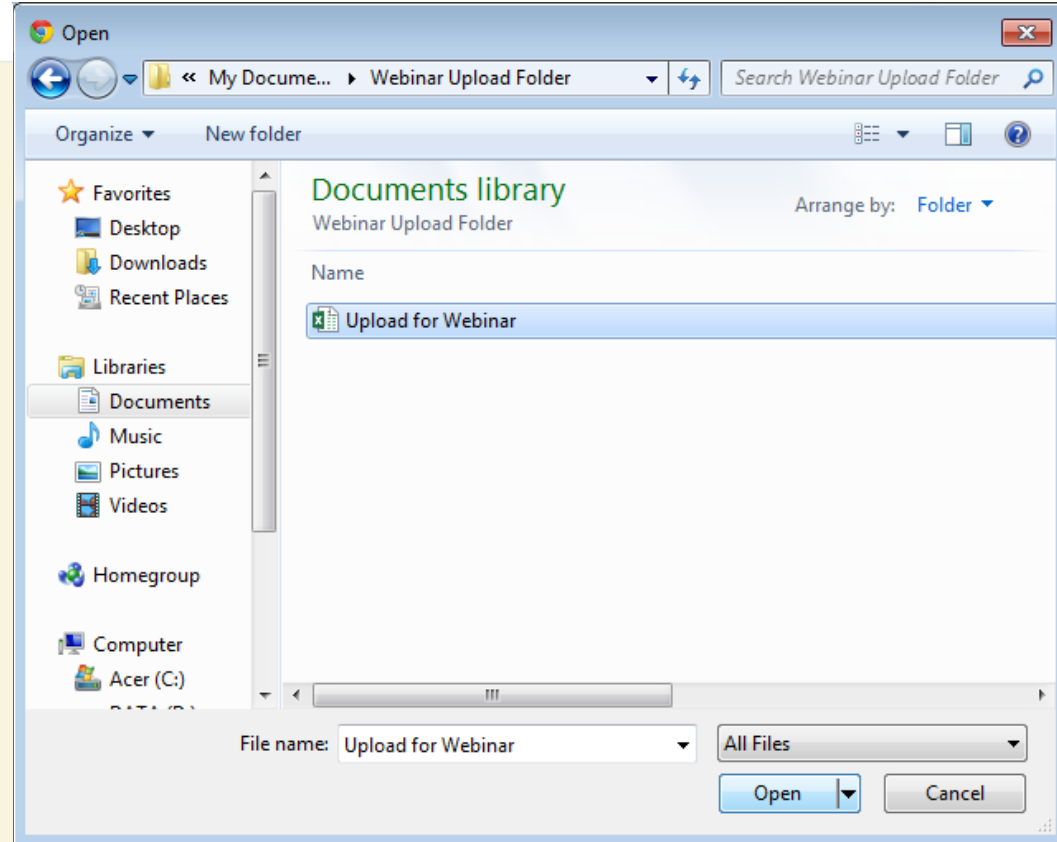 Open
« My Docume... ▸ Webinar Upload Folder
Search Webinar Upload Folder
Organize
New folder
Favorites
Desktop
Downloads
Recent Places
Libraries
Documents
Music
Pictures
Videos
Homegroup
Computer
Acer (C:)
Documents library
Webinar Upload Folder
Arrange by: Folder
Name
Upload for Webinar
File name: Upload for Webinar
All Files
Open
Cancel